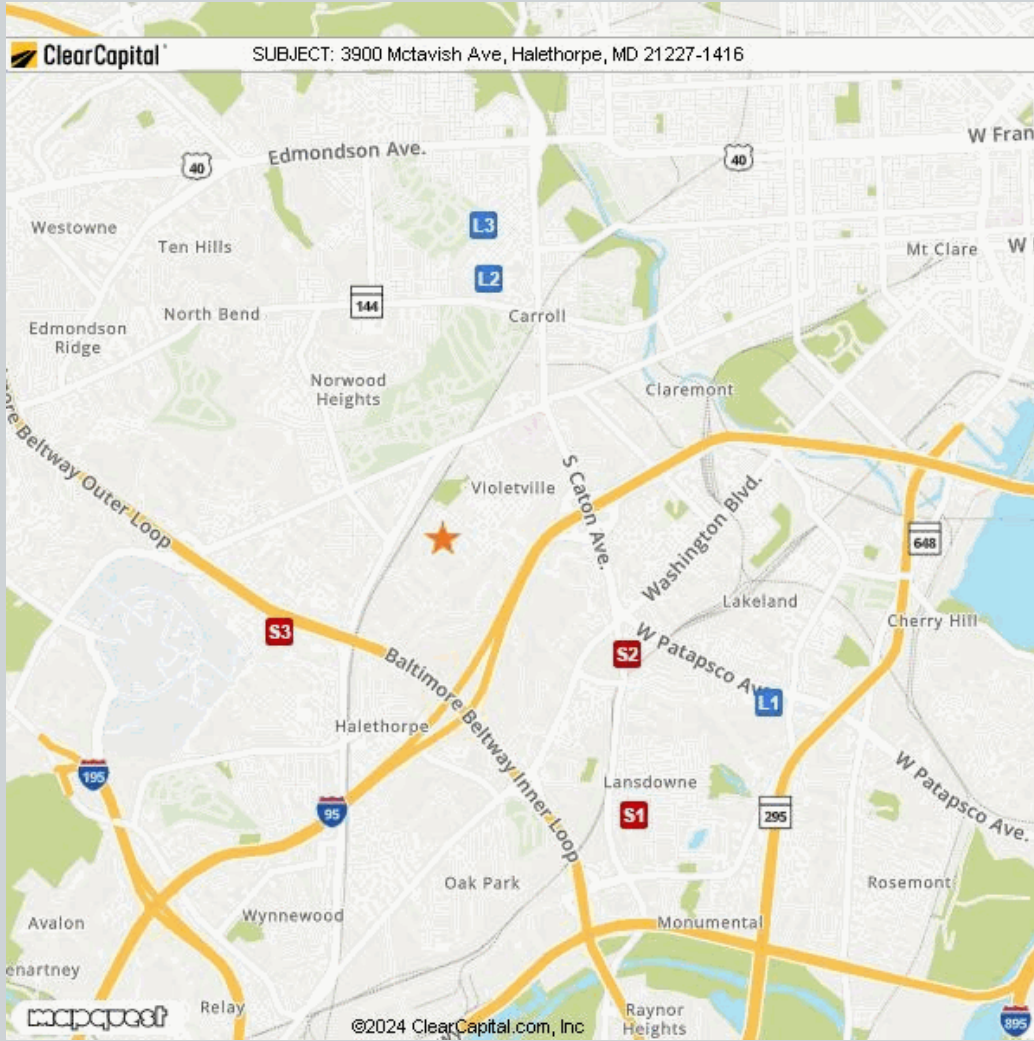 ClearCapital
SUBJECT: 3900 Mctavish Ave, Halethorpe, MD 21227-1416
W Fran
Edmondson Ave.
40
40
L3
Westowne
Ten Hills
Mt Clare
W
L2
144
North Bend
Carroll
Edmondson
Ridge
Norwood
Heights
Claremont
Beltway Outer Loop
Violetville
S Caton Ave.
Washington Blvd.
648
Lakeland
Cherry Hill
S3
S2
W Patapsco Ave
Baltimore Beltway Inner Loop
L1
Halethorpe
195
Lansdowne
W Patapsco Ave.
95
S1
295
Oak Park
Rosemont
Avalon
Wynnewood
Monumental
enartney
Relay
mapquest
©2024 ClearCapital.com, Inc
Raynor
Heights
895